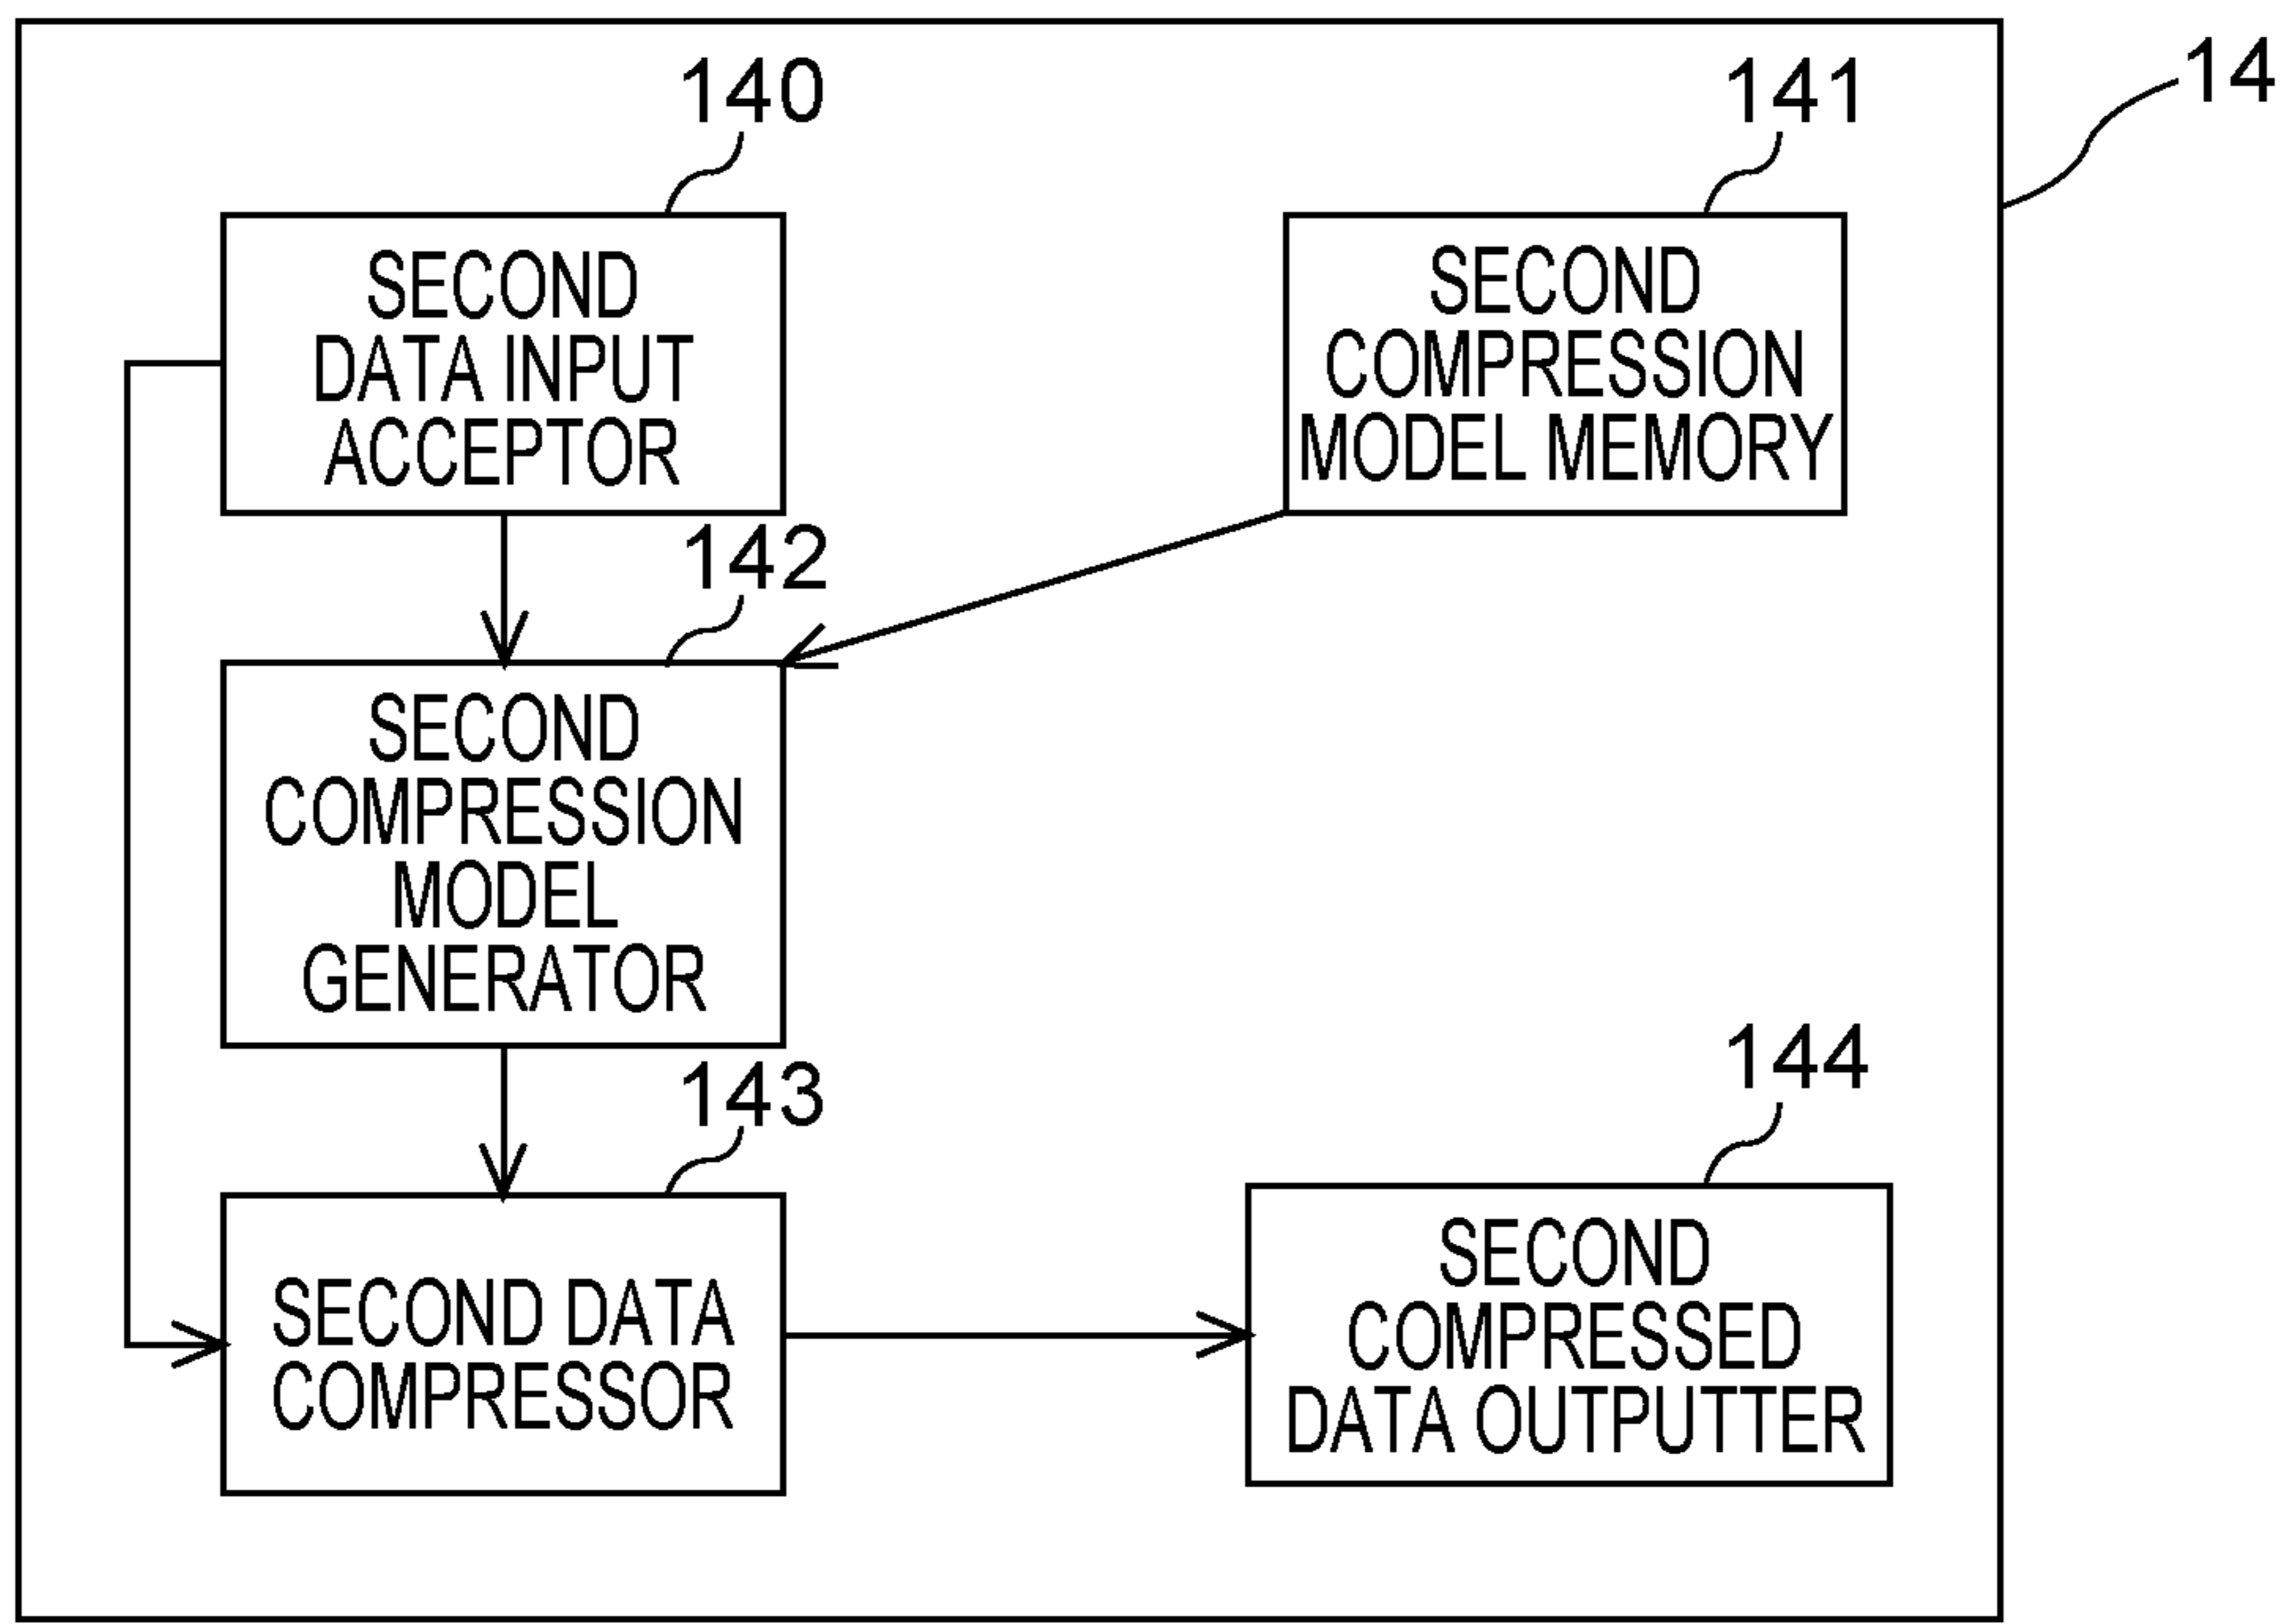 14
140
SECOND
DATA INPUT
ACCEPTOR
141
SECOND
COMPRESSION
MODEL MEMORY
142
SECOND
COMPRESSION
MODEL
GENERATOR
143
SECOND DATA
COMPRESSOR
144
SECOND
COMPRESSED
DATA OUTPUTTER